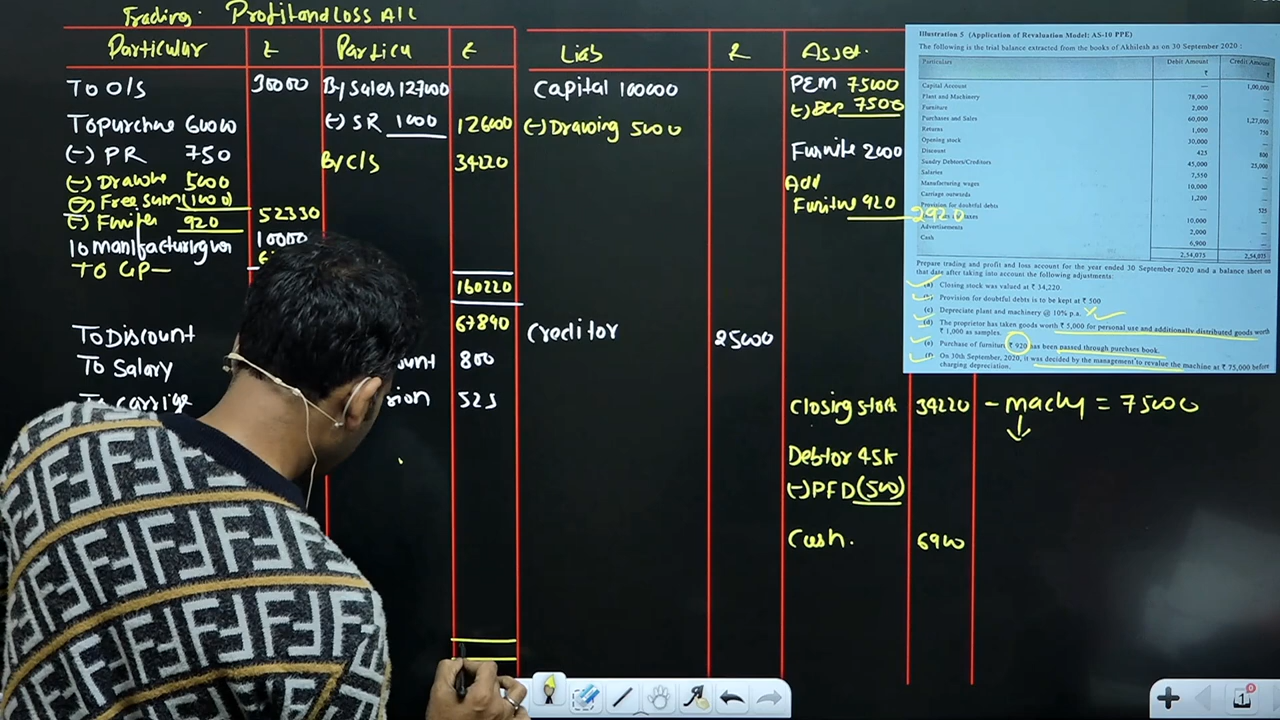 Trading. Profit and Loss A/c
Particular ₹ Particu ₹ Liab ₹ Asset.
To O/S 30000 By Sales 127000
(-) SR 1000 126000
To purchase 60000
(-) PR 750
By C/S 34220
(-) Drawing 5000
(-) Free sum (1000)
(-) Funiter 920 52330
To manifacturing 10000
To GP—
160220
67890
To Discount
To Salary 800
525
Capital 100000
(-) Drawing 5000
Creditor 25000
PEM 75000
(-) Dep 7500
Furnite 2000
Add
Funitur 920 2920
Closing stock 34220 - machy = 75000
Debtor 45K
(-) PFD (500)
Cash. 6900
Illustration 5 (Application of Revaluation Model: AS-10 PPE)
The following is the trial balance extracted from the books of Akhilesh as on 30 September 2020 :
Particulars Debit Amount ₹ Credit Amount ₹
Capital Account — 1,00,000
Plant and Machinery 78,000 —
Furniture 2,000 —
Purchases and Sales 60,000 1,27,000
Returns 1,000 750
Opening stock 30,000 —
Discount 425 800
Sundry Debtors/Creditors 45,000 25,000
Salaries 7,550 —
Manufacturing wages 10,000 —
Carriage outwards 1,200 —
Provision for doubtful debts — 525
taxes 10,000 —
Advertisements 2,000 —
Cash 6,900 —
2,54,075 2,54,075
Prepare trading and profit and loss account for the year ended 30 September 2020 and a balance sheet on
that date after taking into account the following adjustments:
(a) Closing stock was valued at ₹ 34,220.
(b) Provision for doubtful debts is to be kept at ₹ 500
(c) Depreciate plant and machinery @ 10% p.a.
(d) The proprietor has taken goods worth ₹ 5,000 for personal use and additionally distributed goods worth
₹ 1,000 as samples.
(e) Purchase of furniture ₹ 920 has been passed through purchses book.
(f) On 30th September, 2020, it was decided by the management to revalue the machine at ₹ 75,000 before
charging depreciation.